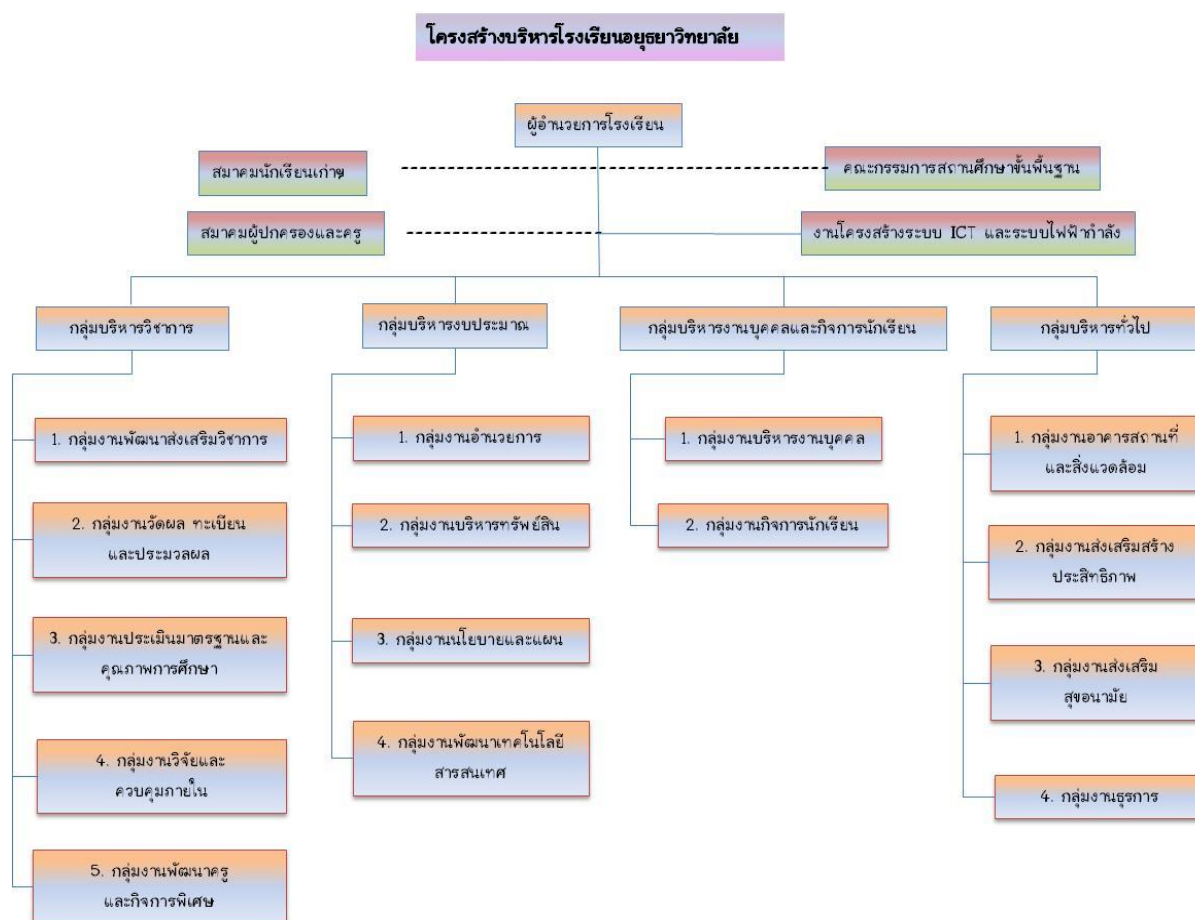 โครงสร้างบริหารโรงเรียนอยุธยาวิทยาลัย
ผู้อำนวยการโรงเรียน
สมาคมนักเรียนเก่าฯ
คณะกรรมการสถานศึกษาขั้นพื้นฐาน
สมาคมผู้ปกครองและครู
งานโครงสร้างระบบ ICT และระบบไฟฟ้ากำลัง
กลุ่มบริหารวิชาการ
กลุ่มบริหารงบประมาณ
กลุ่มบริหารงานบุคคลและกิจการนักเรียน
กลุ่มบริหารทั่วไป
1. กลุ่มงานพัฒนาส่งเสริมวิชาการ
2. กลุ่มงานวัดผล ทะเบียน
และประมวลผล
3. กลุ่มงานประเมินมาตรฐานและ
คุณภาพการศึกษา
4. กลุ่มงานวิจัยและ
ควบคุมภายใน
5. กลุ่มงานพัฒนาครู
และกิจการพิเศษ
1. กลุ่มงานอำนวยการ
2. กลุ่มงานบริหารทรัพย์สิน
3. กลุ่มงานนโยบายและแผน
4. กลุ่มงานพัฒนาเทคโนโลยี
สารสนเทศ
1. กลุ่มงานบริหารงานบุคคล
2. กลุ่มงานกิจการนักเรียน
1. กลุ่มงานอาคารสถานที่
และสิ่งแวดล้อม
2. กลุ่มงานส่งเสริมสร้าง
ประสิทธิภาพ
3. กลุ่มงานส่งเสริม
สุขอนามัย
4. กลุ่มงานธุรการ